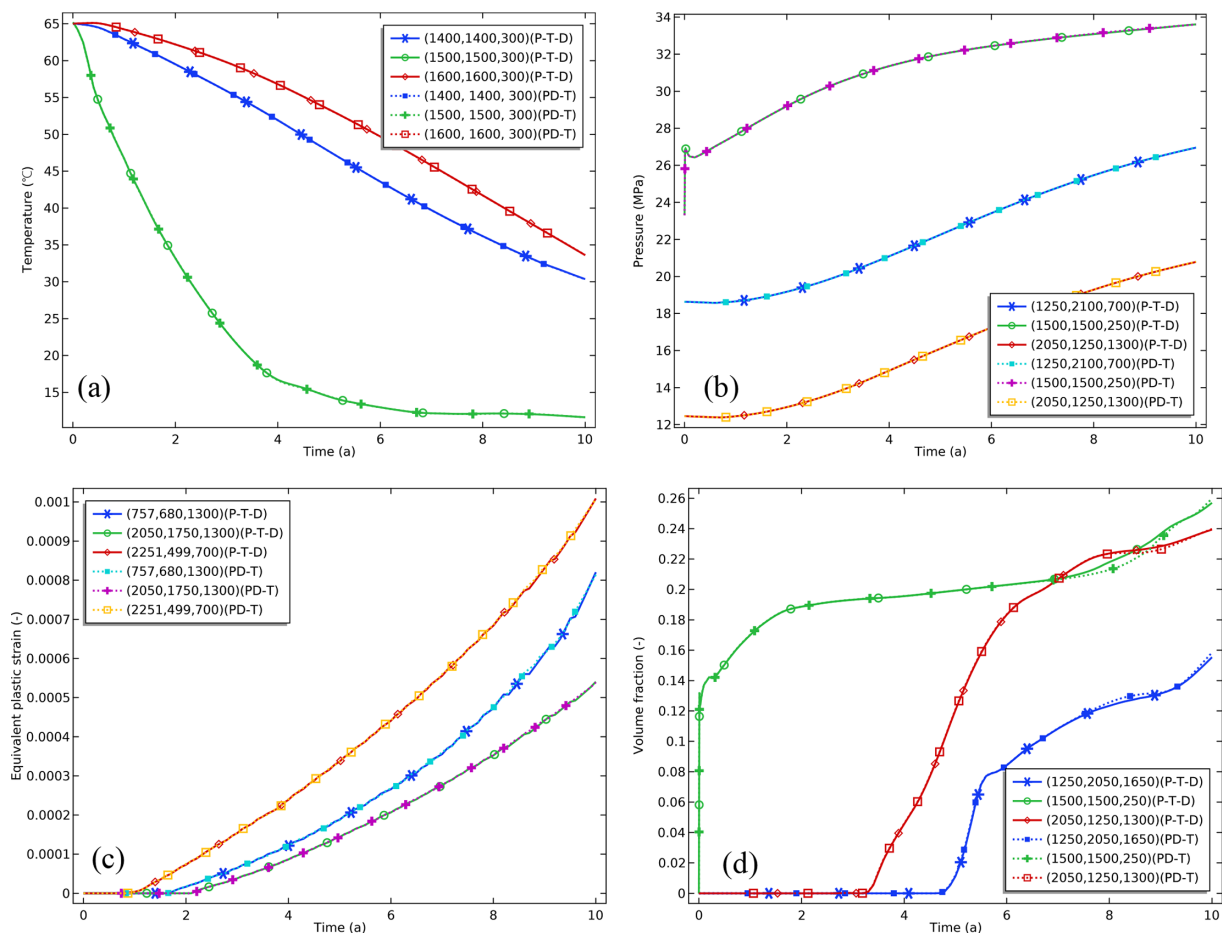 65
60
55
50
45
40
35
30
25
20
15
0
2
4
6
8
10
Temperature (℃)
Time (a)
(1400,1400,300)(P-T-D)
(1500,1500,300)(P-T-D)
(1600,1600,300)(P-T-D)
(1400, 1400, 300)(PD-T)
(1500, 1500, 300)(PD-T)
(1600, 1600, 300)(PD-T)
(a)
34
32
30
28
26
24
22
20
18
16
14
12
0
2
4
6
8
10
Pressure (MPa)
Time (a)
(1250,2100,700)(P-T-D)
(1500,1500,250)(P-T-D)
(2050,1250,1300)(P-T-D)
(1250,2100,700)(PD-T)
(1500,1500,250)(PD-T)
(2050,1250,1300)(PD-T)
(b)
0.001
0.0009
0.0008
0.0007
0.0006
0.0005
0.0004
0.0003
0.0002
0.0001
0
0
2
4
6
8
10
Equivalent plastic strain (-)
Time (a)
(757,680,1300)(P-T-D)
(2050,1750,1300)(P-T-D)
(2251,499,700)(P-T-D)
(757,680,1300)(PD-T)
(2050,1750,1300)(PD-T)
(2251,499,700)(PD-T)
(c)
0.26
0.24
0.22
0.2
0.18
0.16
0.14
0.12
0.1
0.08
0.06
0.04
0.02
0
0
2
4
6
8
10
Volume fraction (-)
Time (a)
(1250,2050,1650)(P-T-D)
(1500,1500,250)(P-T-D)
(2050,1250,1300)(P-T-D)
(1250,2050,1650)(PD-T)
(1500,1500,250)(PD-T)
(2050,1250,1300)(PD-T)
(d)